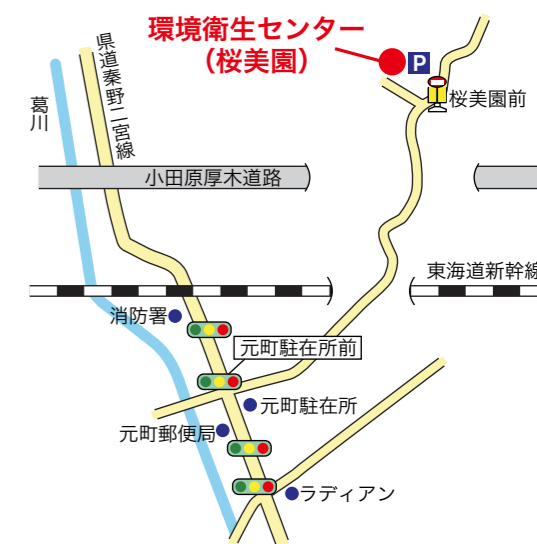 環境衛生センター
（桜美園）
P
県道秦野二宮線
葛川
桜美園前
小田原厚木道路
東海道新幹線
消防署
元町駐在所前
元町駐在所
元町郵便局
ラディアン